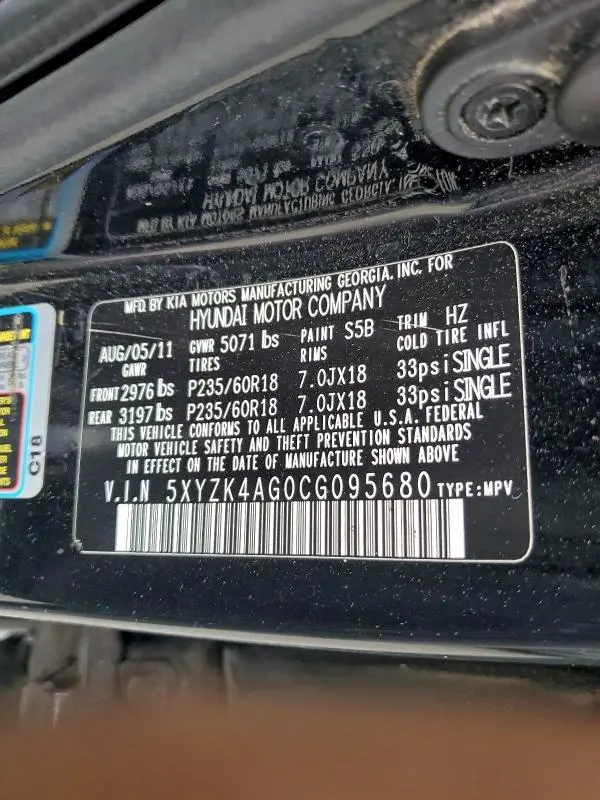 MFD. BY KIA MOTORS MANUFACTURING GEORGIA, INC. FOR
HYUNDAI MOTOR COMPANY
AUG/05/11 GVWR 5071 lbs PAINT S5B TRIM HZ
GAWR TIRES RIMS COLD TIRE INFL
FRONT 2976 lbs P235/60R18 7.0JX18 33psi SINGLE
REAR 3197 lbs P235/60R18 7.0JX18 33psi SINGLE
THIS VEHICLE CONFORMS TO ALL APPLICABLE U.S.A. FEDERAL
MOTOR VEHICLE SAFETY AND THEFT PREVENTION STANDARDS
IN EFFECT ON THE DATE OF MANUFACTURE SHOWN ABOVE
V.I.N 5XYZK4AG0CG095680 TYPE:MPV
C18